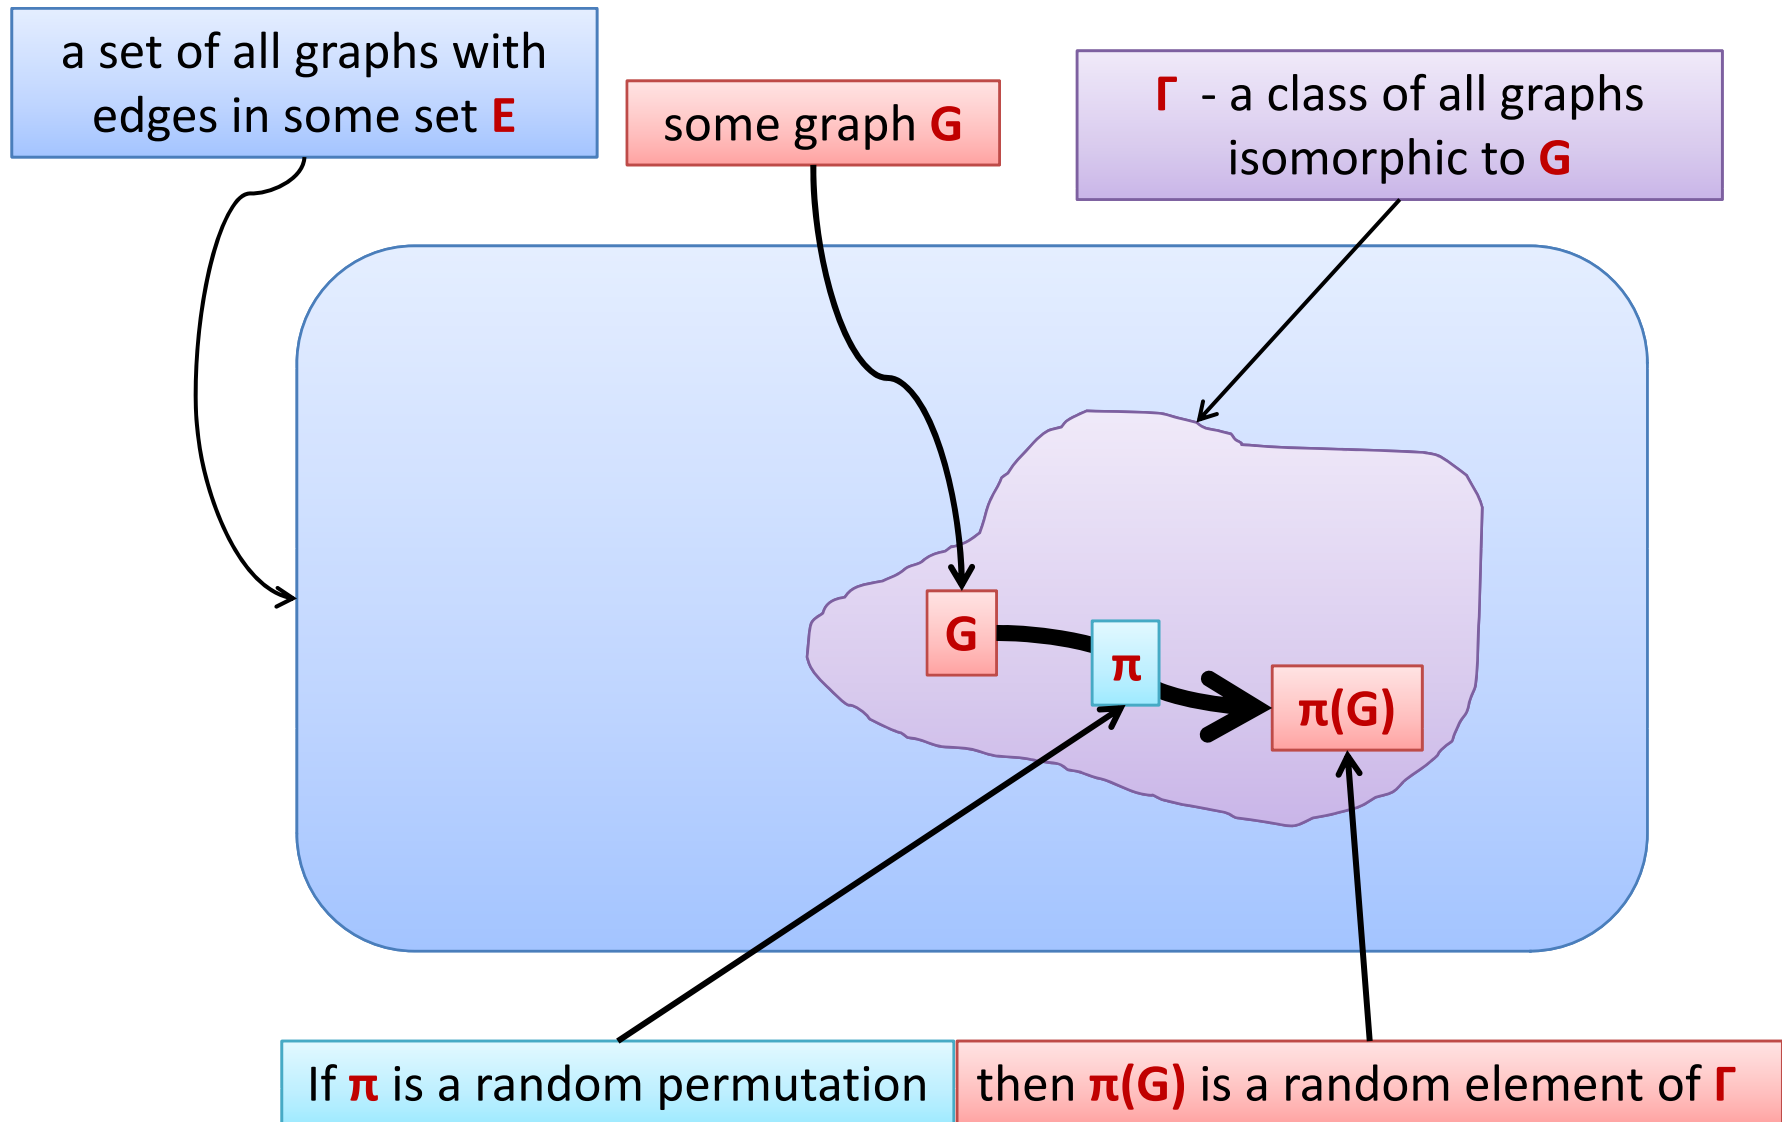 a set of all graphs with
edges in some set E
some graph G
Γ - a class of all graphs
isomorphic to G
G
π
π(G)
If π is a random permutation
then π(G) is a random element of Γ